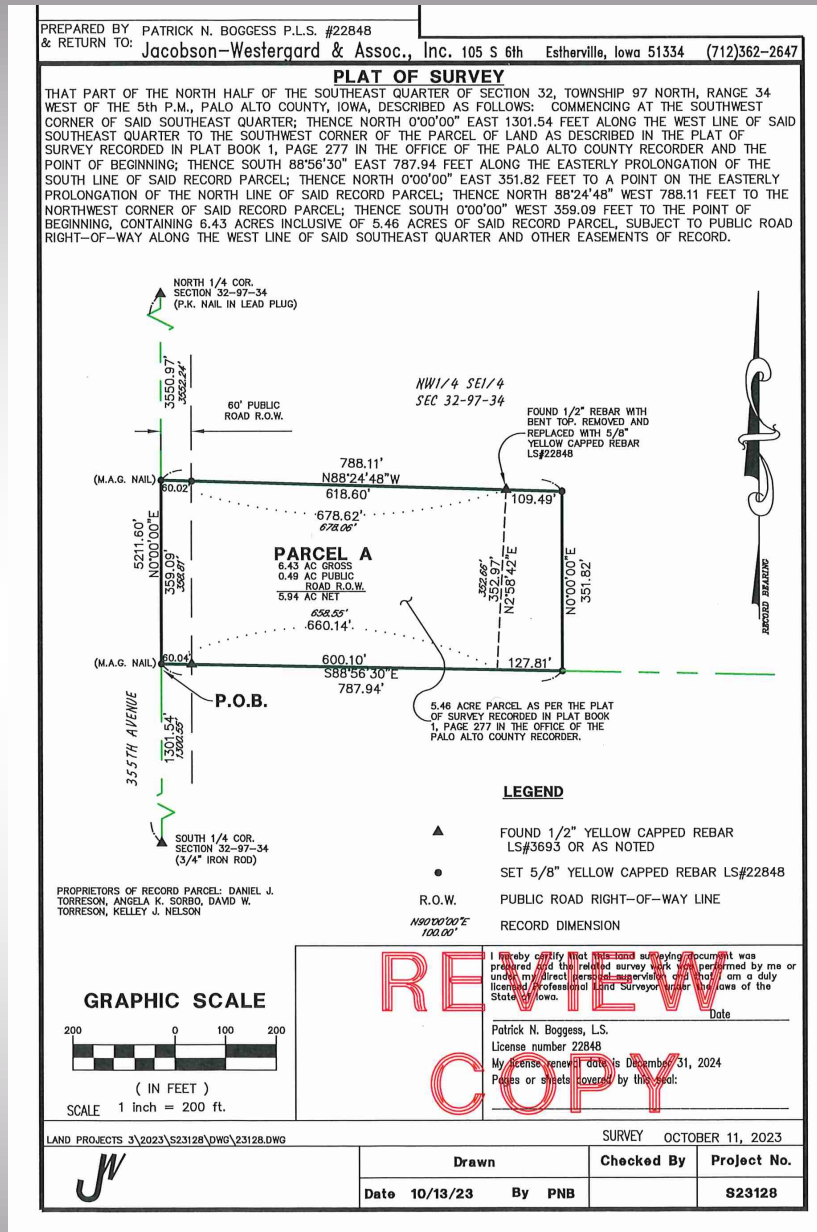 PREPARED BY PATRICK N. BOGGESS P.L.S. #22848
& RETURN TO: Jacobson-Westergard & Assoc., Inc. 105 S 6th Estherville, Iowa 51334 (712)362-2647
PLAT OF SURVEY
THAT PART OF THE NORTH HALF OF THE SOUTHEAST QUARTER OF SECTION 32, TOWNSHIP 97 NORTH, RANGE 34
WEST OF THE 5th P.M., PALO ALTO COUNTY, IOWA, DESCRIBED AS FOLLOWS: COMMENCING AT THE SOUTHWEST
CORNER OF SAID SOUTHEAST QUARTER; THENCE NORTH 0°00'00" EAST 1301.54 FEET ALONG THE WEST LINE OF SAID
SOUTHEAST QUARTER TO THE SOUTHWEST CORNER OF THE PARCEL OF LAND AS DESCRIBED IN THE PLAT OF
SURVEY RECORDED IN PLAT BOOK 1, PAGE 277 IN THE OFFICE OF THE PALO ALTO COUNTY RECORDER AND THE
POINT OF BEGINNING; THENCE SOUTH 88°56'30" EAST 787.94 FEET ALONG THE EASTERLY PROLONGATION OF THE
SOUTH LINE OF SAID RECORD PARCEL; THENCE NORTH 0°00'00" EAST 351.82 FEET TO A POINT ON THE EASTERLY
PROLONGATION OF THE NORTH LINE OF SAID RECORD PARCEL; THENCE NORTH 88°24'48" WEST 788.11 FEET TO THE
NORTHWEST CORNER OF SAID RECORD PARCEL; THENCE SOUTH 0°00'00" WEST 359.09 FEET TO THE POINT OF
BEGINNING, CONTAINING 6.43 ACRES INCLUSIVE OF 5.46 ACRES OF SAID RECORD PARCEL, SUBJECT TO PUBLIC ROAD
RIGHT-OF-WAY ALONG THE WEST LINE OF SAID SOUTHEAST QUARTER AND OTHER EASEMENTS OF RECORD.
NORTH 1/4 COR.
SECTION 32-97-34
(P.K. NAIL IN LEAD PLUG)
3550.97'
3552.24'
60' PUBLIC
ROAD R.O.W.
NW1/4 SE1/4
SEC 32-97-34
FOUND 1/2" REBAR WITH
BENT TOP. REMOVED AND
REPLACED WITH 5/8"
YELLOW CAPPED REBAR
LS#22848
788.11'
N88°24'48"W
(M.A.G. NAIL)
60.02'
618.60'
109.49'
678.62'
678.06'
5211.60'
N0°00'00"E
359.09'
358.87'
PARCEL A
6.43 AC GROSS
0.49 AC PUBLIC
ROAD R.O.W.
5.94 AC NET
352.66'
352.97'
N2°58'42"E
N0°00'00"E
351.82'
RECORD BEARING
658.55'
660.14'
(M.A.G. NAIL)
60.04'
600.10'
127.81'
S88°56'30"E
787.94'
P.O.B.
5.46 ACRE PARCEL AS PER THE PLAT
OF SURVEY RECORDED IN PLAT BOOK
1, PAGE 277 IN THE OFFICE OF THE
PALO ALTO COUNTY RECORDER.
355TH AVENUE
1301.54'
1300.55'
SOUTH 1/4 COR.
SECTION 32-97-34
(3/4" IRON ROD)
LEGEND
FOUND 1/2" YELLOW CAPPED REBAR
LS#3693 OR AS NOTED
SET 5/8" YELLOW CAPPED REBAR LS#22848
R.O.W. PUBLIC ROAD RIGHT-OF-WAY LINE
N90°00'00"E
100.00'
RECORD DIMENSION
PROPRIETORS OF RECORD PARCEL: DANIEL J.
TORRESON, ANGELA K. SORBO, DAVID W.
TORRESON, KELLEY J. NELSON
GRAPHIC SCALE
200 0 100 200
( IN FEET )
SCALE 1 inch = 200 ft.
REVIEW
COPY
I hereby certify that this land surveying document was
prepared and the related survey work was performed by me or
under my direct personal supervision and that I am a duly
licensed Professional Land Surveyor under the laws of the
State of Iowa.
Date
Patrick N. Boggess, L.S.
License number 22848
My license renewal date is December 31, 2024
Pages or sheets covered by this seal:
LAND PROJECTS 3\2023\S23128\DWG\23128.DWG
SURVEY OCTOBER 11, 2023
JW
Drawn
Checked By
Project No.
Date 10/13/23 By PNB
S23128